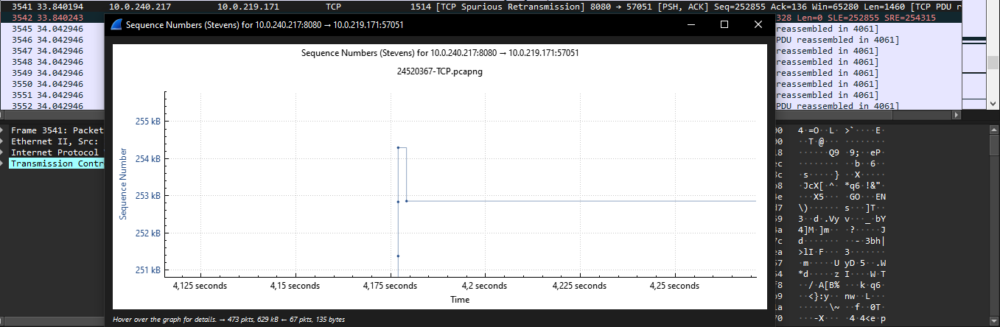 3541 33.840194 10.0.240.217 10.0.219.171 TCP 1514 [TCP Spurious Retransmission] 8080 → 57051 [PSH, ACK] Seq=252855 Ack=136 Win=65280 Len=1460 [TCP PDU r
3542 33.840243 328 Len=0 SLE=252855 SRE=254315
Sequence Numbers (Stevens) for 10.0.240.217:8080 → 10.0.219.171:57051
3545 34.042946 reassembled in 4061]
3546 34.042946 PDU reassembled in 4061]
3547 34.042946 reassembled in 4061]
3548 34.042946 reassembled in 4061]
3549 34.042946 reassembled in 4061]
3550 34.042946 reassembled in 4061]
3551 34.042946 reassembled in 4061]
3552 34.042946 PDU reassembled in 4061]
Frame 3541: Packet
Ethernet II, Src:
Internet Protocol
Transmission Contr
Sequence Numbers (Stevens) for 10.0.240.217:8080 → 10.0.219.171:57051
24520367-TCP.pcapng
Sequence Number
255 kB
254 kB
253 kB
252 kB
251 kB
4,125 seconds 4,15 seconds 4,175 seconds 4,2 seconds 4,225 seconds 4,25 seconds
Time
Hover over the graph for details. → 473 pkts, 629 kB ← 67 pkts, 135 bytes